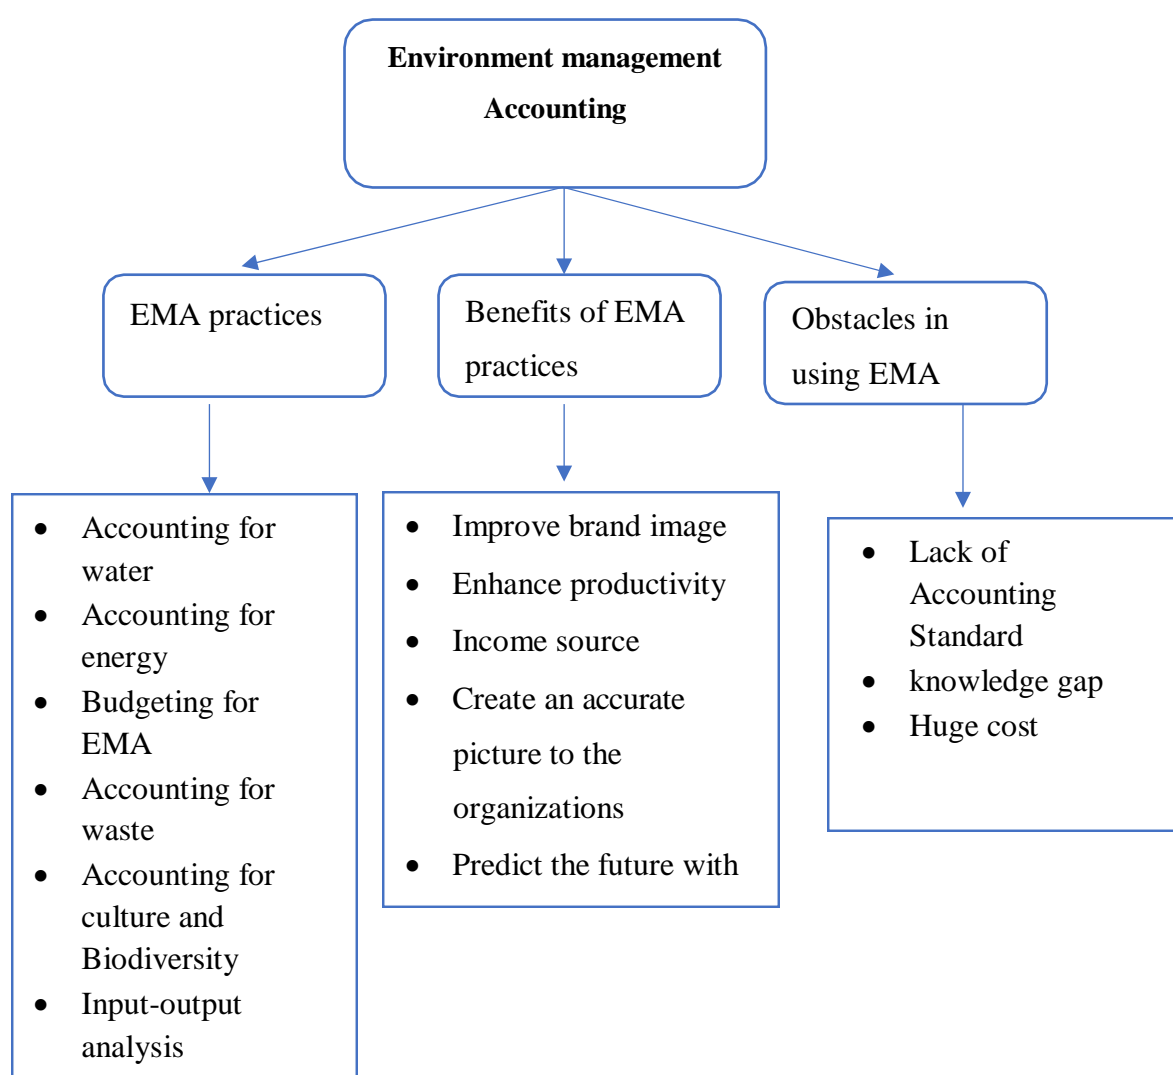 Environment management
Accounting
EMA practices
Benefits of EMA
practices
Obstacles in
using EMA
• Accounting for
water
• Accounting for
energy
• Budgeting for
EMA
• Accounting for
waste
• Accounting for
culture and
Biodiversity
• Input-output
analysis
• Improve brand image
• Enhance productivity
• Income source
• Create an accurate
picture to the
organizations
• Predict the future with
• Lack of
Accounting
Standard
• knowledge gap
• Huge cost